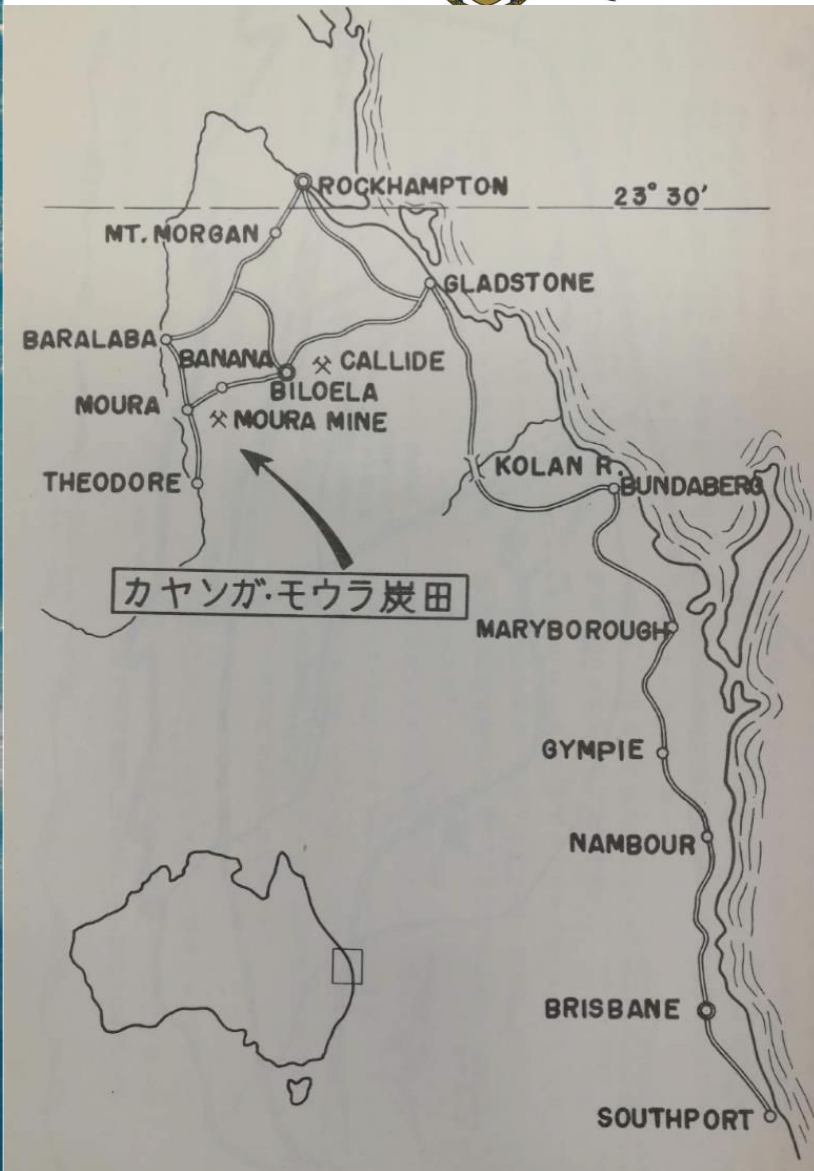 ROCKHAMPTON
23° 30'
MT. MORGAN
GLADSTONE
BARALABA
BANANA
CALLIDE
BILOELA
MOURA
MOURA MINE
KOLAN R.
THEODORE
BUNDABERG
カヤンガ・モウラ炭田
MARYBOROUGH
GYMPIE
NAMBOUR
BRISBANE
SOUTHPORT